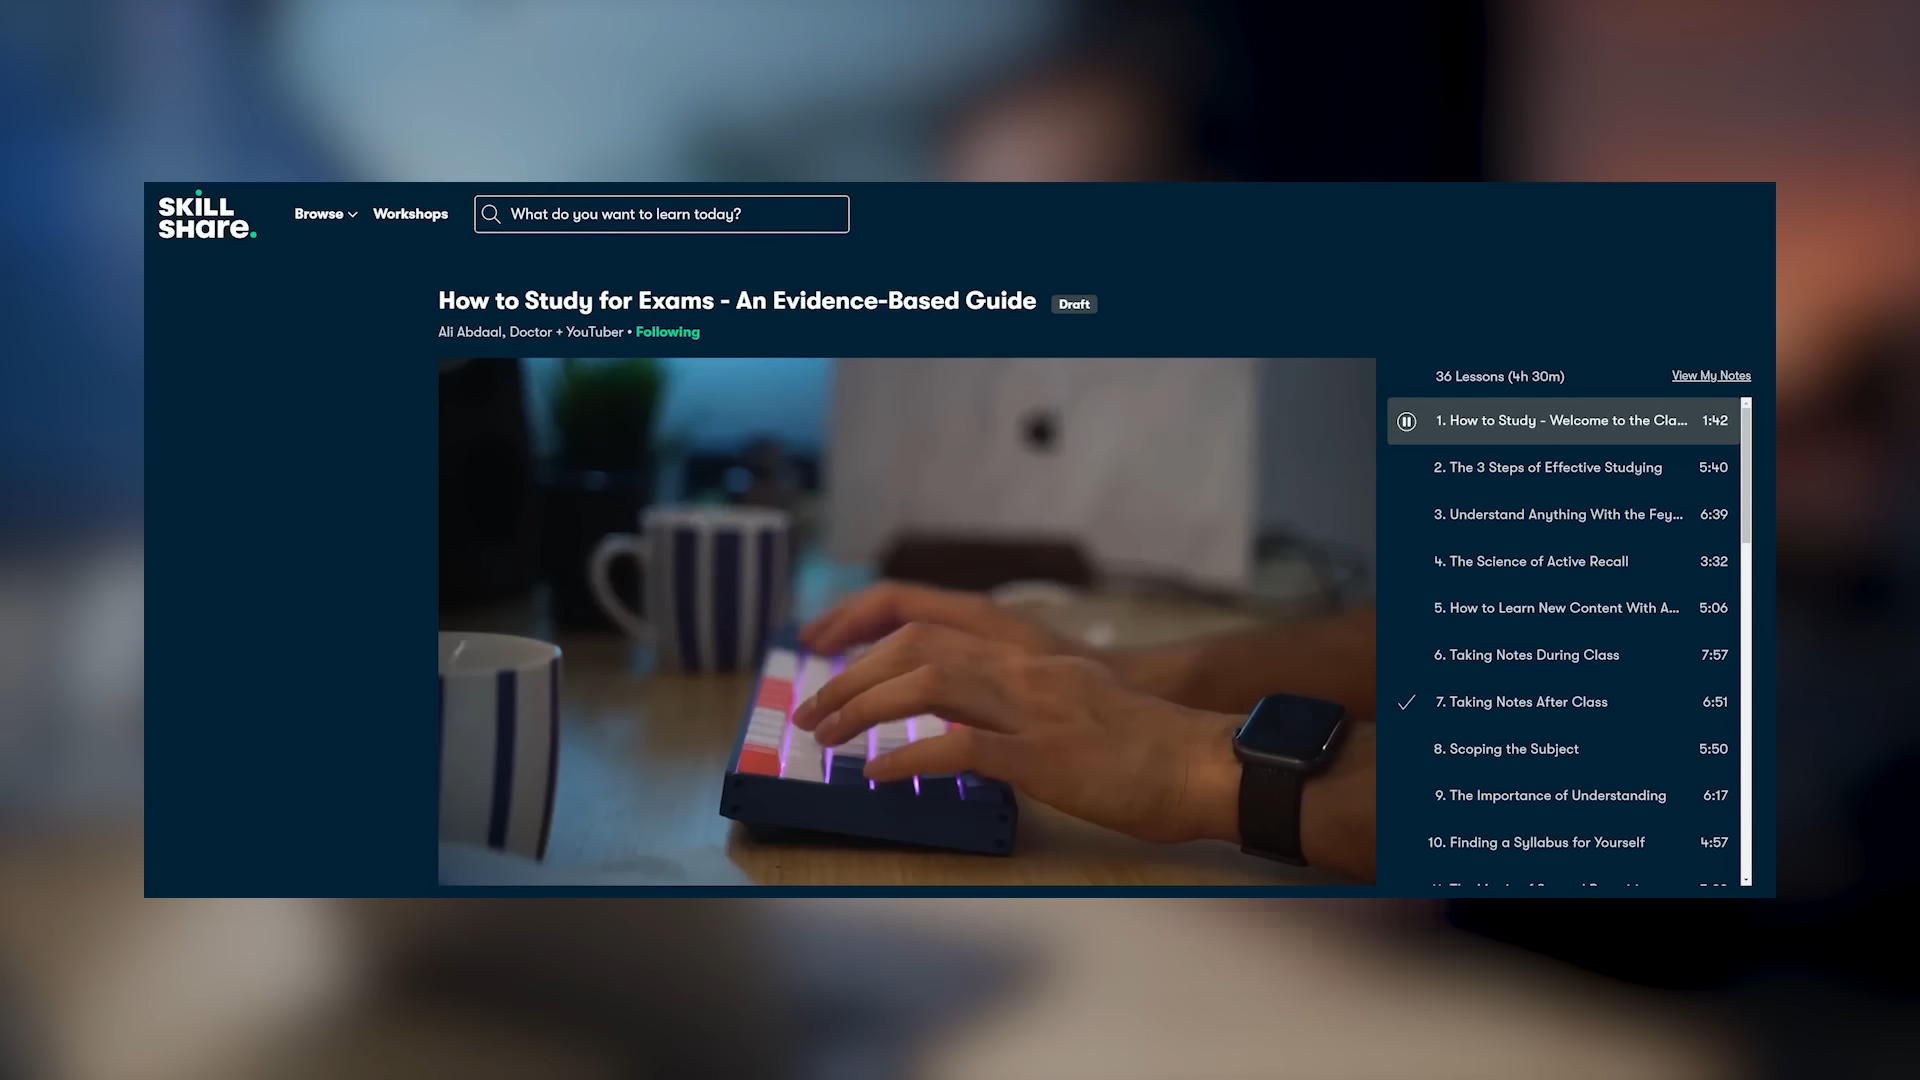 SKILL
SHare.
Browse
Workshops
What do you want to learn today?
How to Study for Exams - An Evidence-Based Guide
Draft
Ali Abdaal, Doctor + YouTuber • Following
36 Lessons (4h 30m)
View My Notes
1. How to Study - Welcome to the Cla... 1:42
2. The 3 Steps of Effective Studying 5:40
3. Understand Anything With the Fey... 6:39
4. The Science of Active Recall 3:32
5. How to Learn New Content With A... 5:06
6. Taking Notes During Class 7:57
7. Taking Notes After Class 6:51
8. Scoping the Subject 5:50
9. The Importance of Understanding 6:17
10. Finding a Syllabus for Yourself 4:57